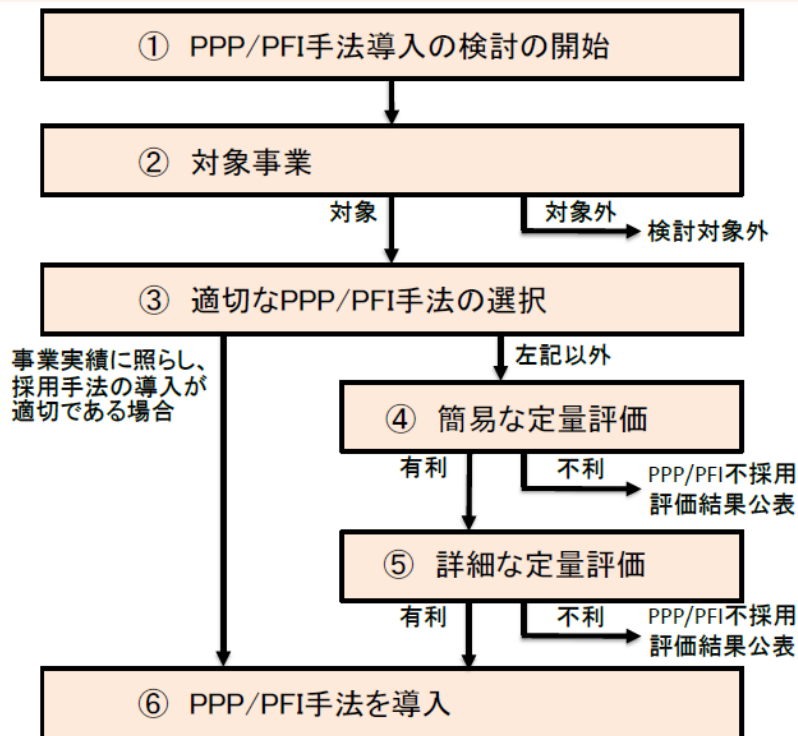 ① PPP/PFI手法導入の検討の開始
② 対象事業
対象
対象外
検討対象外
③ 適切なPPP/PFI手法の選択
事業実績に照らし、
採用手法の導入が
適切である場合
左記以外
④ 簡易な定量評価
有利
不利
PPP/PFI不採用
評価結果公表
⑤ 詳細な定量評価
有利
不利
PPP/PFI不採用
評価結果公表
⑥ PPP/PFI手法を導入